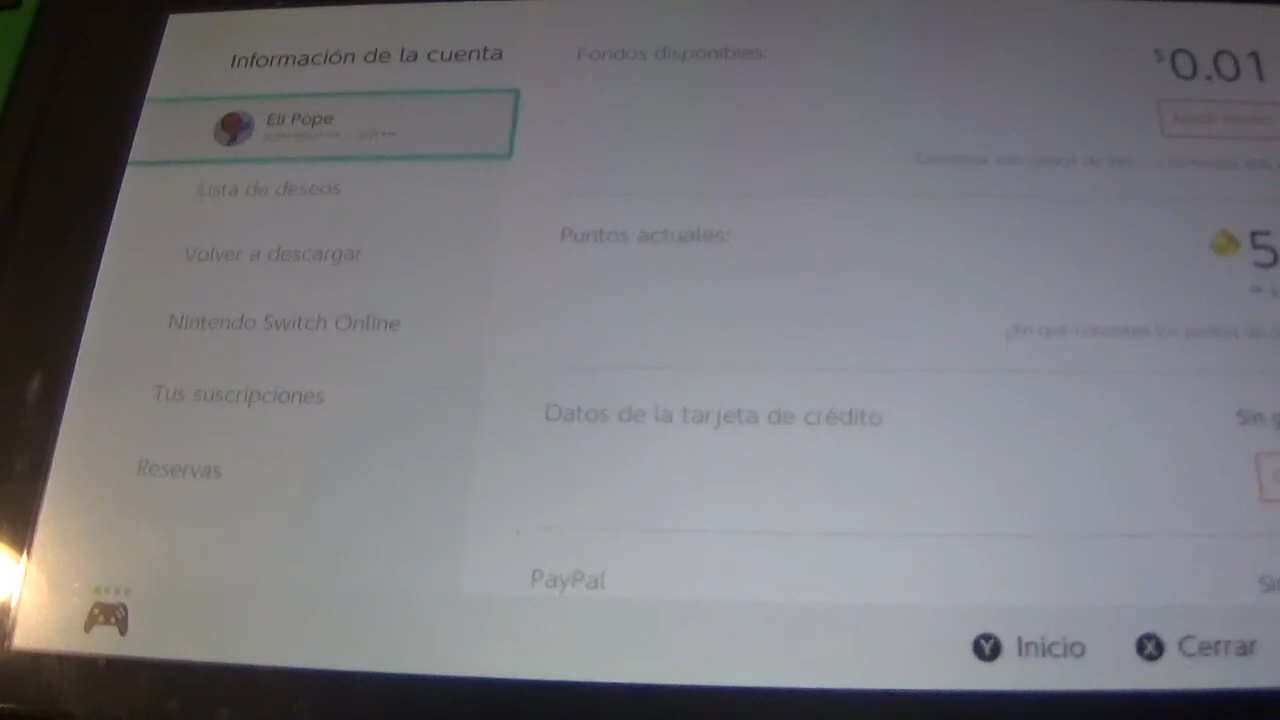 Información de la cuenta
Eli Pope
Lista de deseos
Volver a descargar
Nintendo Switch Online
Tus suscripciones
Reservas
Fondos disponibles:
$0.01
Puntos actuales:
5
Datos de la tarjeta de crédito
Sin
PayPal
Y Inicio
X Cerrar